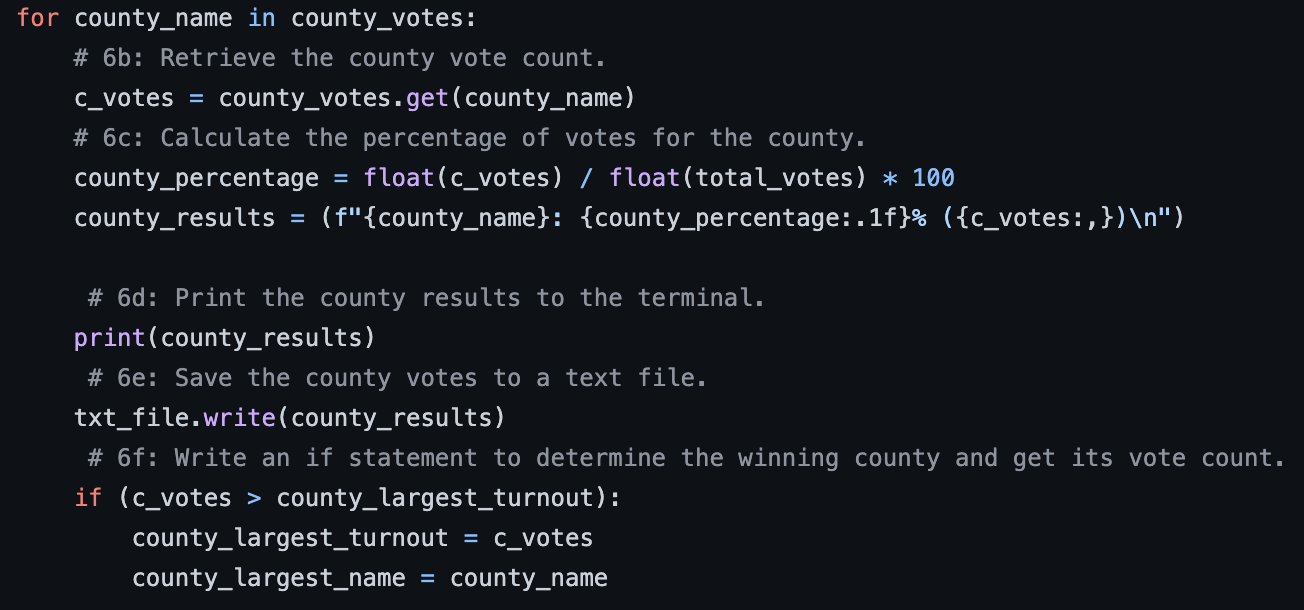 for county_name in county_votes:
    # 6b: Retrieve the county vote count.
    c_votes = county_votes.get(county_name)
    # 6c: Calculate the percentage of votes for the county.
    county_percentage = float(c_votes) / float(total_votes) * 100
    county_results = (f"{county_name}: {county_percentage:.1f}% ({c_votes:,})\n")

     # 6d: Print the county results to the terminal.
    print(county_results)
     # 6e: Save the county votes to a text file.
    txt_file.write(county_results)
     # 6f: Write an if statement to determine the winning county and get its vote count.
    if (c_votes > county_largest_turnout):
        county_largest_turnout = c_votes
        county_largest_name = county_name